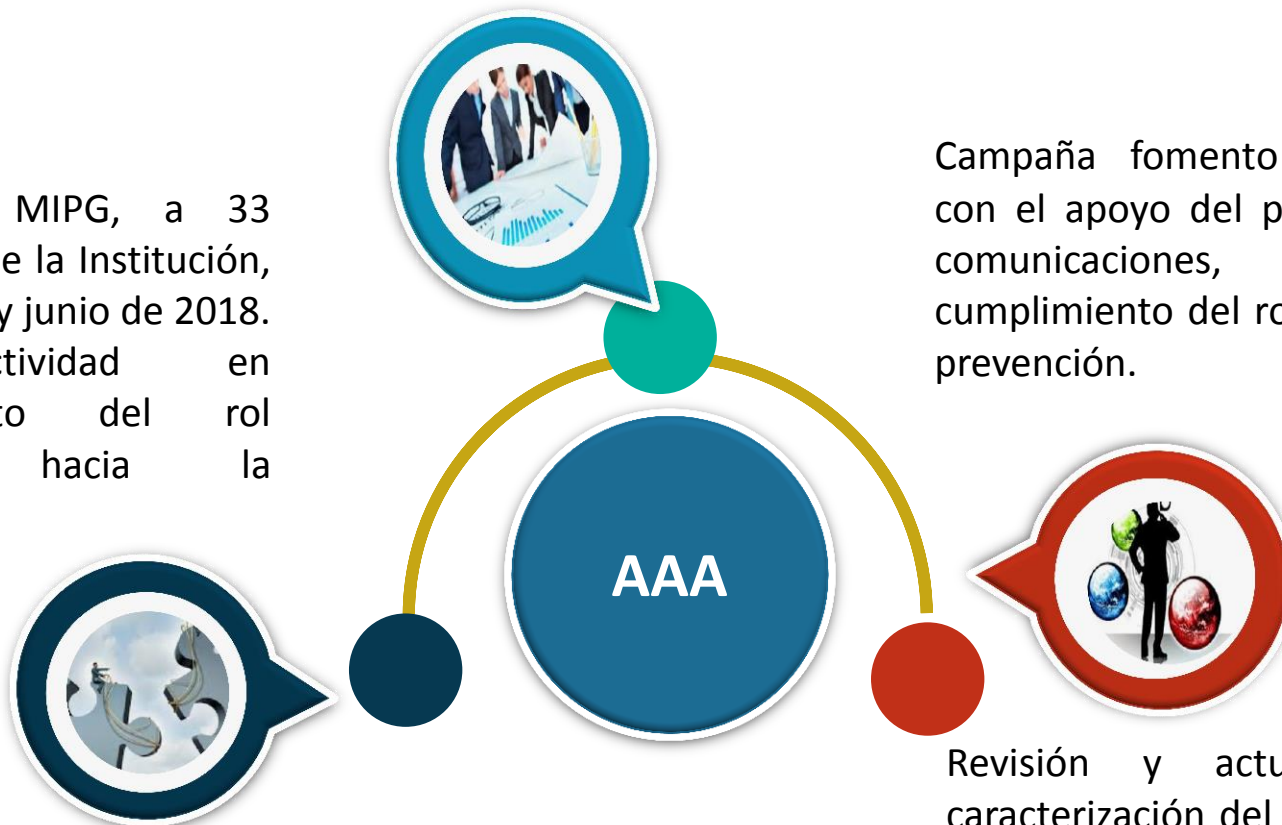 MIPG, a 33
e la Institución,
y junio de 2018.
ctividad en
to del rol
hacia la
Campaña fomento
con el apoyo del p
comunicaciones,
cumplimiento del ro
prevención.
AAA
Revisión y actu
caracterización del